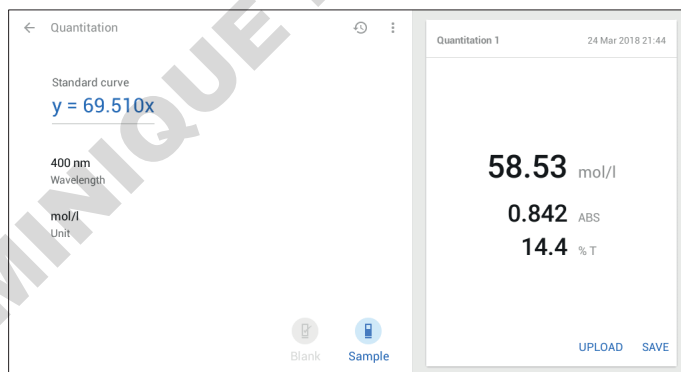 Quantitation
Standard curve
y = 69.510x
400 nm
Wavelength
mol/l
Unit
Blank
Sample
Quantitation 1
24 Mar 2018 21:44
58.53 mol/l
0.842 ABS
14.4 % T
UPLOAD SAVE
MINIQUE